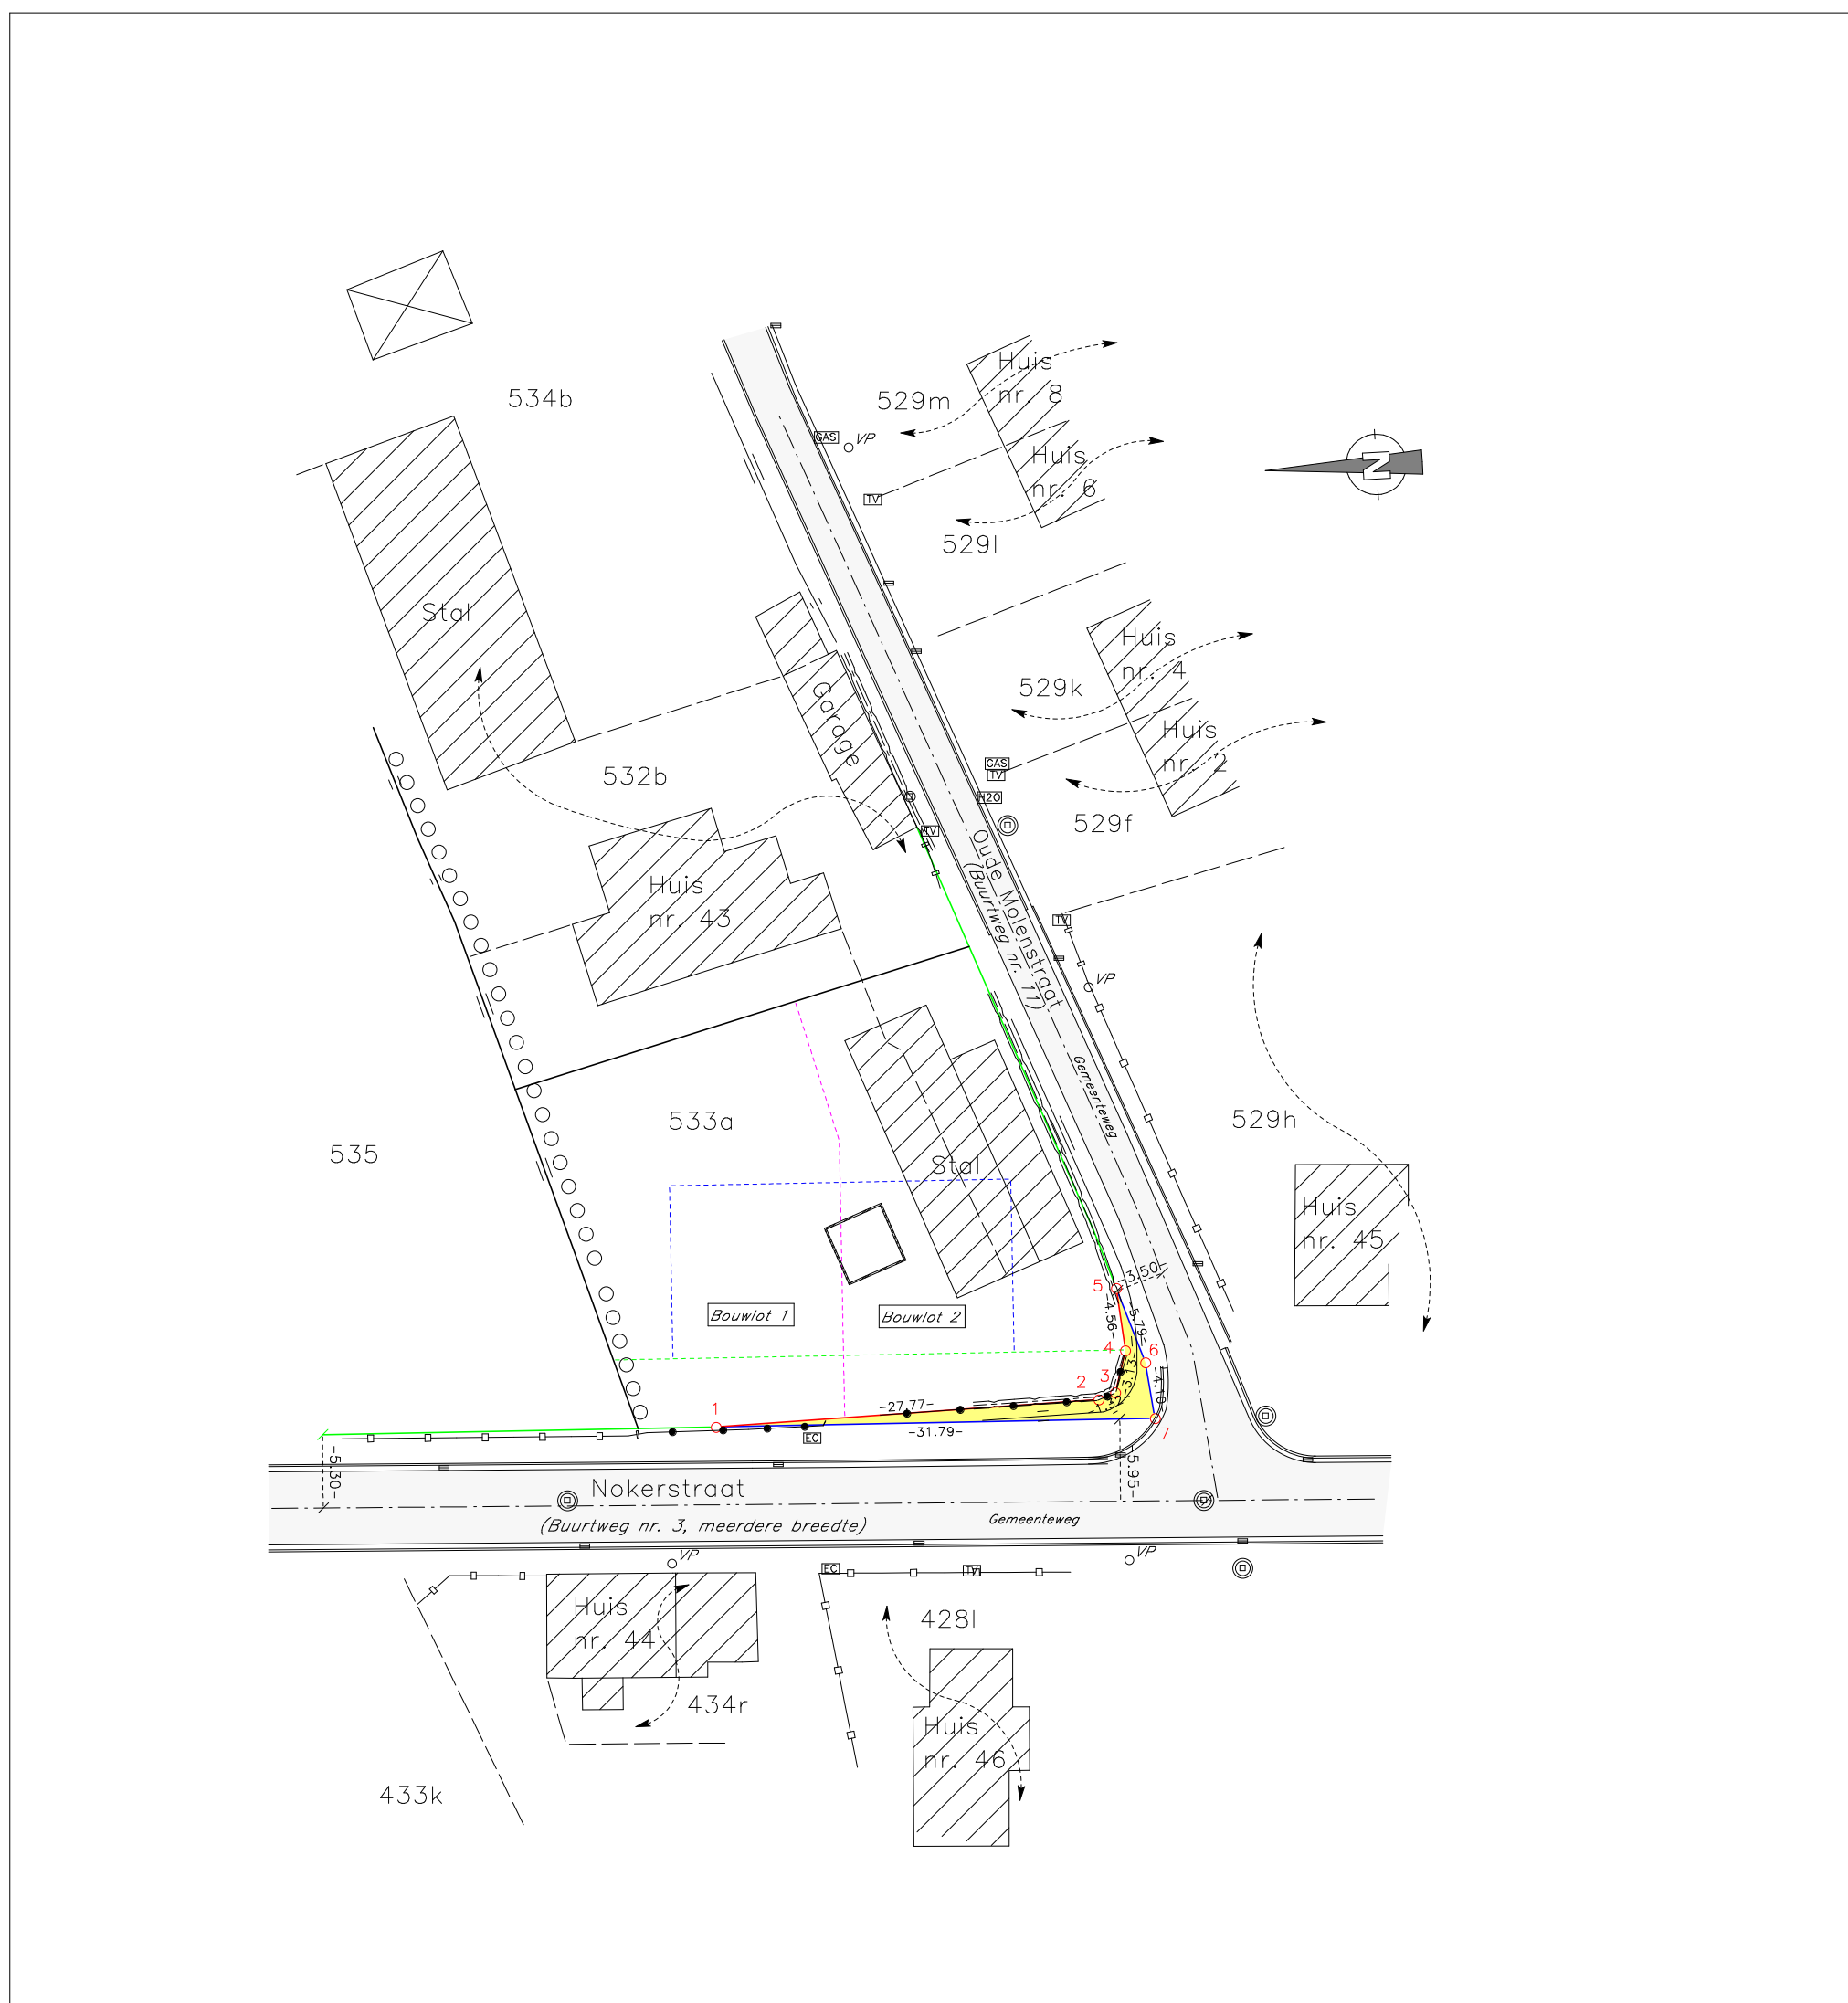 Huis
nr. 8
534b
529m
GAS
VP
N
Huis
nr. 6
TV
529l
Stal
Huis
nr. 4
529k
Garage
Huis
nr. 2
GAS
TV
532b
H2O
529f
TV
Oude Molenstraat
(Buurtweg nr. 11)
Huis
nr. 43
TV
VP
Gemeenteweg
533a
529h
535
Stal
Huis
nr. 45
-3.50-
5
-4.56-
-5.79-
Bouwlot 1
Bouwlot 2
4
6
-3.13-
3
-4.10-
2
1
-27.77-
-31.79-
7
EC
-5.30-
-5.95-
Nokerstraat
(Buurtweg nr. 3, meerdere breedte)
Gemeenteweg
VP
VP
EC
TV
Huis
nr. 44
428l
434r
Huis
nr. 46
433k